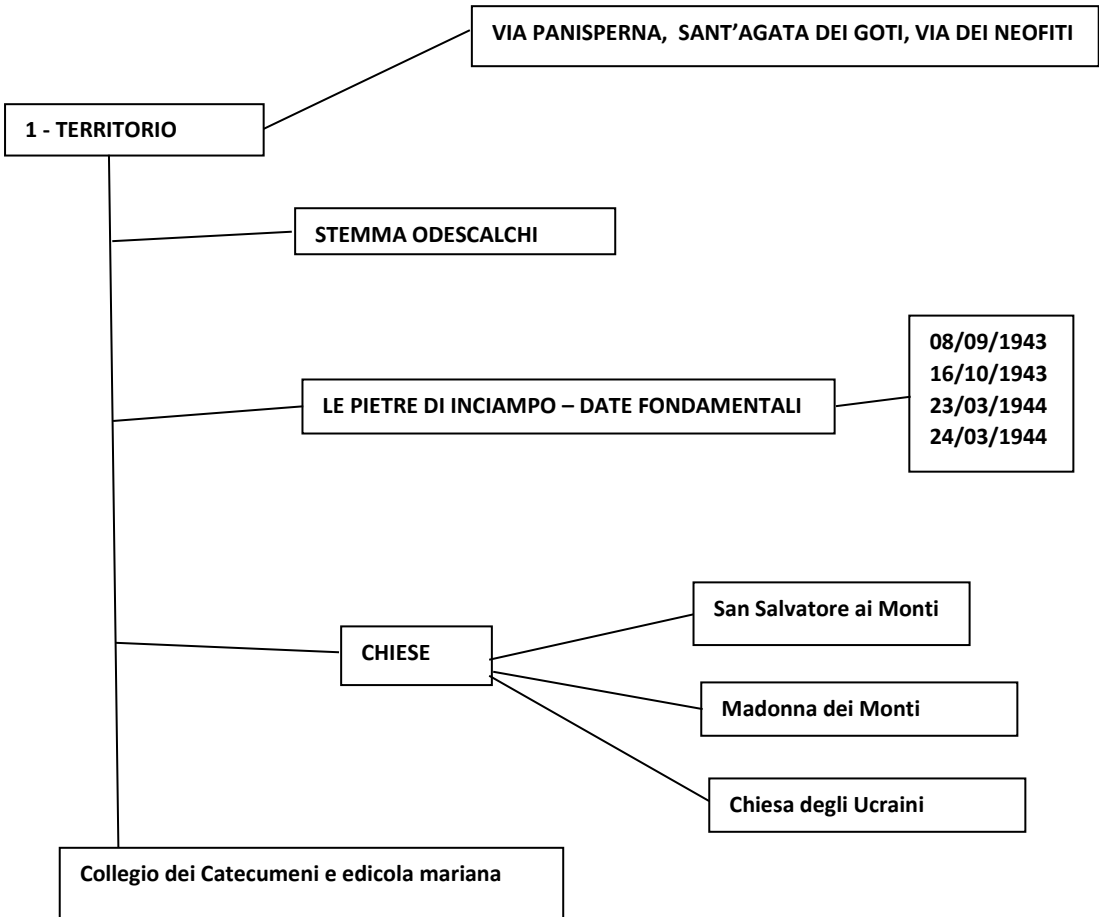 VIA PANISPERNA, SANT’AGATA DEI GOTI, VIA DEI NEOFITI
1 - TERRITORIO
STEMMA ODESCALCHI
LE PIETRE DI INCIAMPO – DATE FONDAMENTALI
08/09/1943
16/10/1943
23/03/1944
24/03/1944
CHIESE
San Salvatore ai Monti
Madonna dei Monti
Chiesa degli Ucraini
Collegio dei Catecumeni e edicola mariana